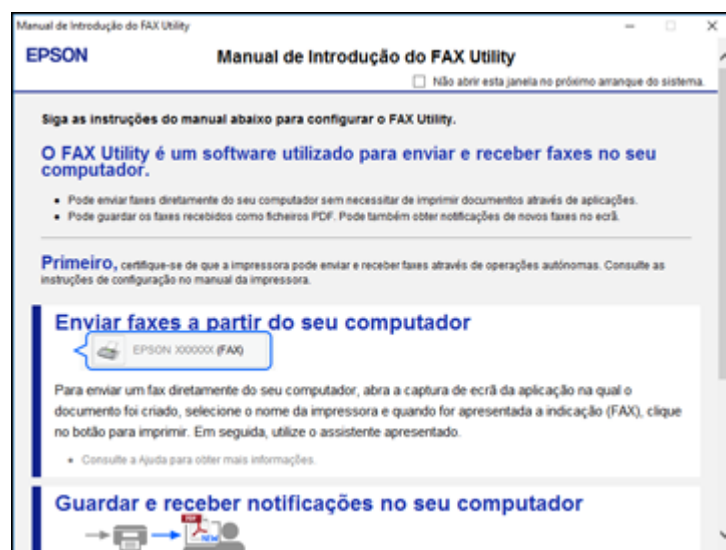 Manual de Introdução do FAX Utility
EPSON
Manual de Introdução do FAX Utility
Não abrir esta janela no próximo arranque do sistema.
Siga as instruções do manual abaixo para configurar o FAX Utility.
O FAX Utility é um software utilizado para enviar e receber faxes no seu
computador.
• Pode enviar faxes diretamente do seu computador sem necessitar de imprimir documentos através de aplicações.
• Pode guardar os faxes recebidos como ficheiros PDF. Pode também obter notificações de novos faxes no ecrã.
Primeiro, certifique-se de que a impressora pode enviar e receber faxes através de operações autónomas. Consulte as
instruções de configuração no manual da impressora.
Enviar faxes a partir do seu computador
EPSON XXXXXX (FAX)
Para enviar um fax diretamente do seu computador, abra a captura de ecrã da aplicação na qual o
documento foi criado, selecione o nome da impressora e quando for apresentada a indicação (FAX), clique
no botão para imprimir. Em seguida, utilize o assistente apresentado.
• Consulte a Ajuda para obter mais informações.
Guardar e receber notificações no seu computador
PDF
NEW